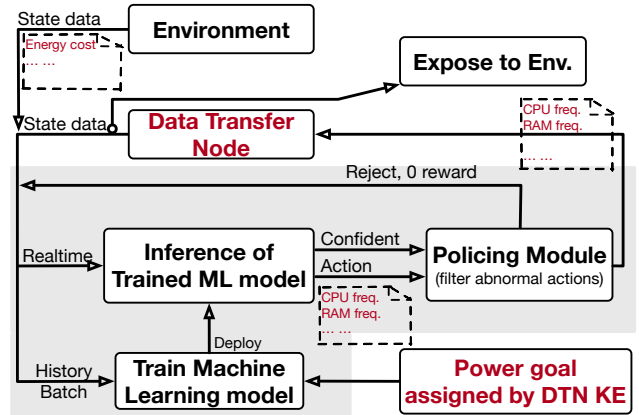 State data
Environment
Energy cost
... ...
Expose to Env.
State data
Data Transfer
Node
CPU freq.
RAM freq.
... ...
Reject, 0 reward
Realtime
Inference of
Trained ML model
Confident
Action
Policing Module
(filter abnormal actions)
CPU freq.
RAM freq.
... ...
Deploy
History
Batch
Train Machine
Learning model
Power goal
assigned by DTN KE